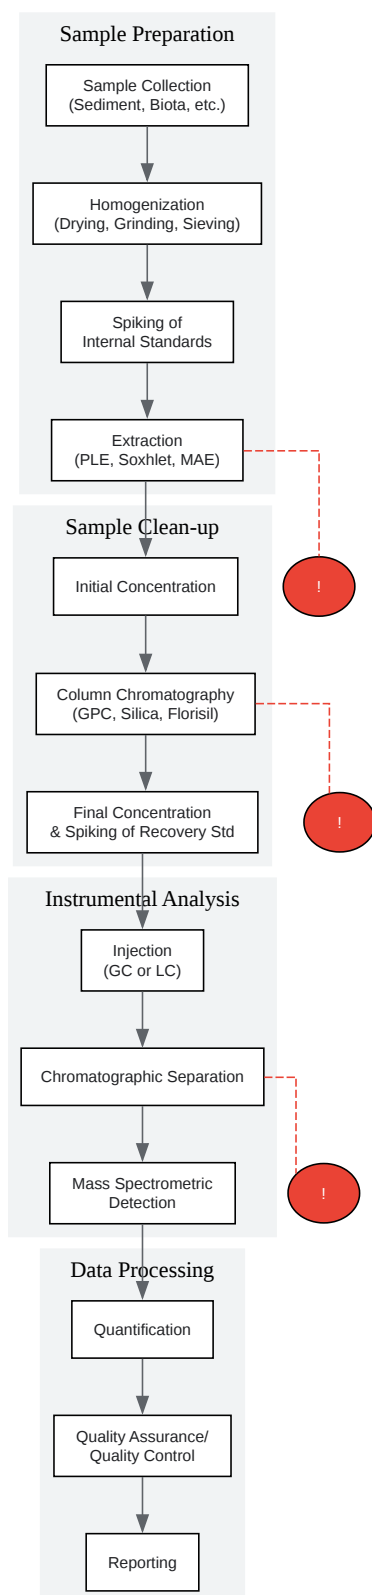 Sample Preparation
Sample Collection
(Sediment, Biota, etc.)
Homogenization
(Drying, Grinding, Sieving)
Spiking of
Internal Standards
Extraction
(PLE, Soxhlet, MAE)
Sample Clean-up
Initial Concentration
!
Column Chromatography
(GPC, Silica, Florisil)
Final Concentration
& Spiking of Recovery Std
!
Instrumental Analysis
Injection
(GC or LC)
Chromatographic Separation
Mass Spectrometric
Detection
!
Data Processing
Quantification
Quality Assurance/
Quality Control
Reporting